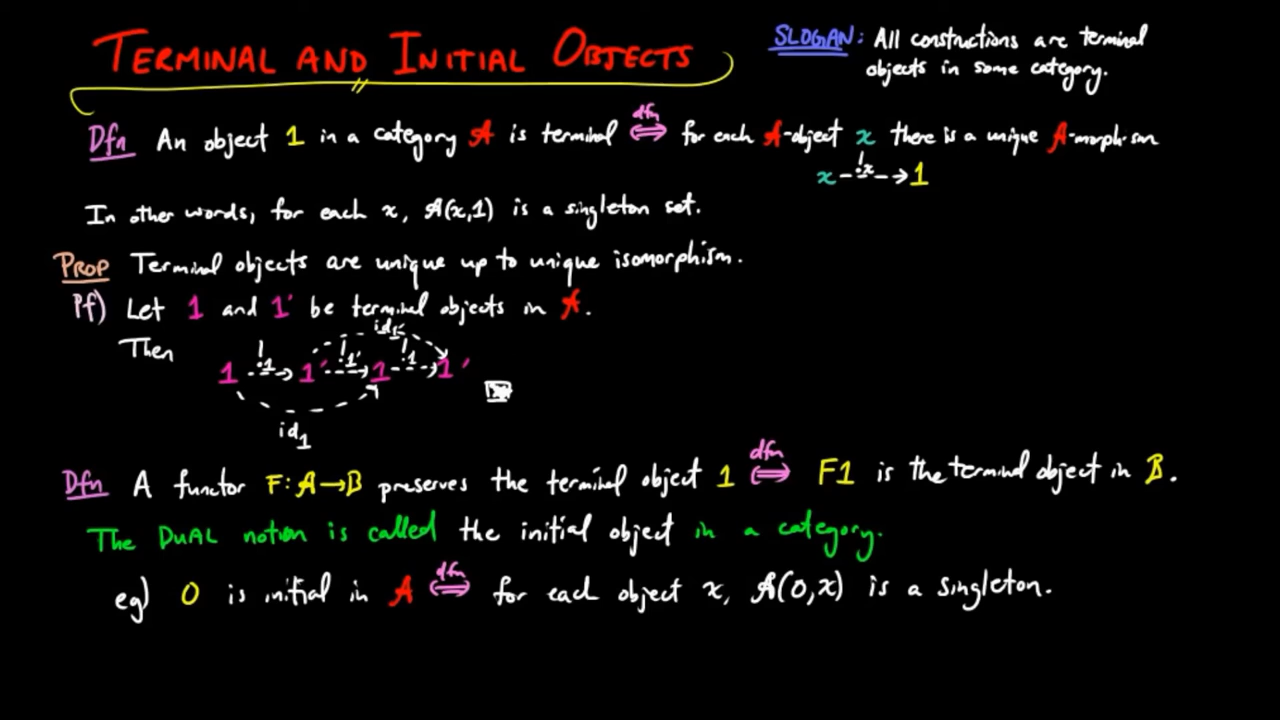 TERMINAL AND INITIAL OBJECTS
SLOGAN: All constructions are terminal
objects in some category.
Dfn An object 1 in a category A is terminal ⇔ dfn for each A-object x there is a unique A-morphism
x --!x--> 1
In other words, for each x, A(x,1) is a singleton set.
PROP Terminal objects are unique up to unique isomorphism.
Pf) Let 1 and 1' be terminal objects in A.
Then
id1'
1 --!1--> 1' --!1'--> 1 --!1--> 1'
id1
Dfn A functor F: A→B preserves the terminal object 1 ⇔ dfn F1 is the terminal object in B.
The DUAL notion is called the initial object in a category.
eg) 0 is initial in A ⇔ dfn for each object x, A(0,x) is a singleton.